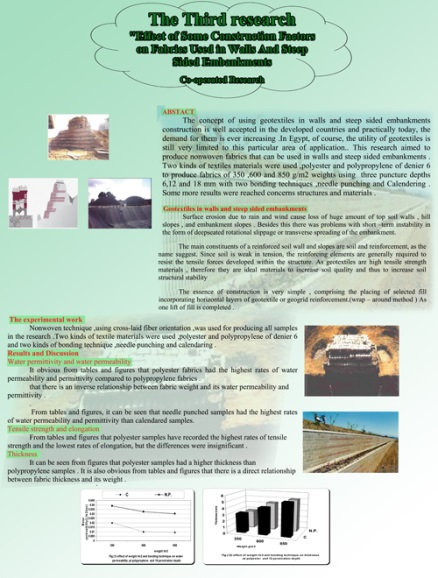 The Third research
"Effect of Some Construction Factors
on Fabrics Used in Walls And Steep
Sided Embankments
Co-operated Research
ABSTACT
The concept of using geotextiles in walls and steep sided embankments
construction is well accepted in the developed countries and practically today, the
demand for there is ever increasing .In Egypt, of course, the utility of geotextiles is
still very limited to this particular area of application.. This research aimed to
produce nonwoven fabrics that can be used in walls and steep sided embankments .
Two kinds of textiles materials were used ,polyester and polypropylene of denier 6
to produce fabrics of 350 ,600 and 850 g/m2 weights using three puncture depths
6,12 and 18 mm with two bonding techniques ,needle punching and Calendering .
Some more results were reached concerns structures and materials .
Geotextiles in walls and steep sided embankments
Surface erosion due to rain and wind cause loss of huge amount of top soil walls , hill
slopes , and embankment slopes . Besides this there was problems with short -term instability in
the form of deepseated rotational slippage or transverse spreading of the embankment.
The main constituents of a reinforced soil wall and slopes are soil and reinforcement, as the
name suggest. Since soil is weak in tension, the reinforcing elements are generally required to
resist the tensile forces developed within the structure. As geotextiles are high tensile strength
materials , therefore they are ideal materials to increase soil quality and thus to increase soil
structural stability
The essence of construction is very simple , comprising the placing of selected fill
incorporating horizontal layers of geotextile or geogrid reinforcement.(wrap – around method ) As
one lift of fill is completed .
The experimental work
Nonwoven technique ,using cross-laid fiber orientation ,was used for producing all samples
in the research .Two kinds of textile materials were used ,polyester and polypropylene of denier 6
and two kinds of bonding technique ,needle punching and calendaring .
Results and Discussion
Water permittivity and water permeability
It obvious from tables and figures that polyester fabrics had the highest rates of water
permeability and permittivity compared to polypropylene fabrics
that there is an inverse relationship between fabric weight and its water permeability and
permittivity
From tables and figures, it can be seen that needle punched samples had the highest rates
of water permeability and permittivity than calendared samples.
Tensile strength and elongation
From tables and figures that polyester samples have recorded the highest rates of tensile
strength and the lowest rates of elongation, but the differences were insignificant .
Thickness
It can be seen from figures that polyester samples had a higher thickness than
polypropylene samples . It is also obvious from tables and figures that there is a direct relationship
between fabric thickness and its weight .
C
N.P.
N.P.
C